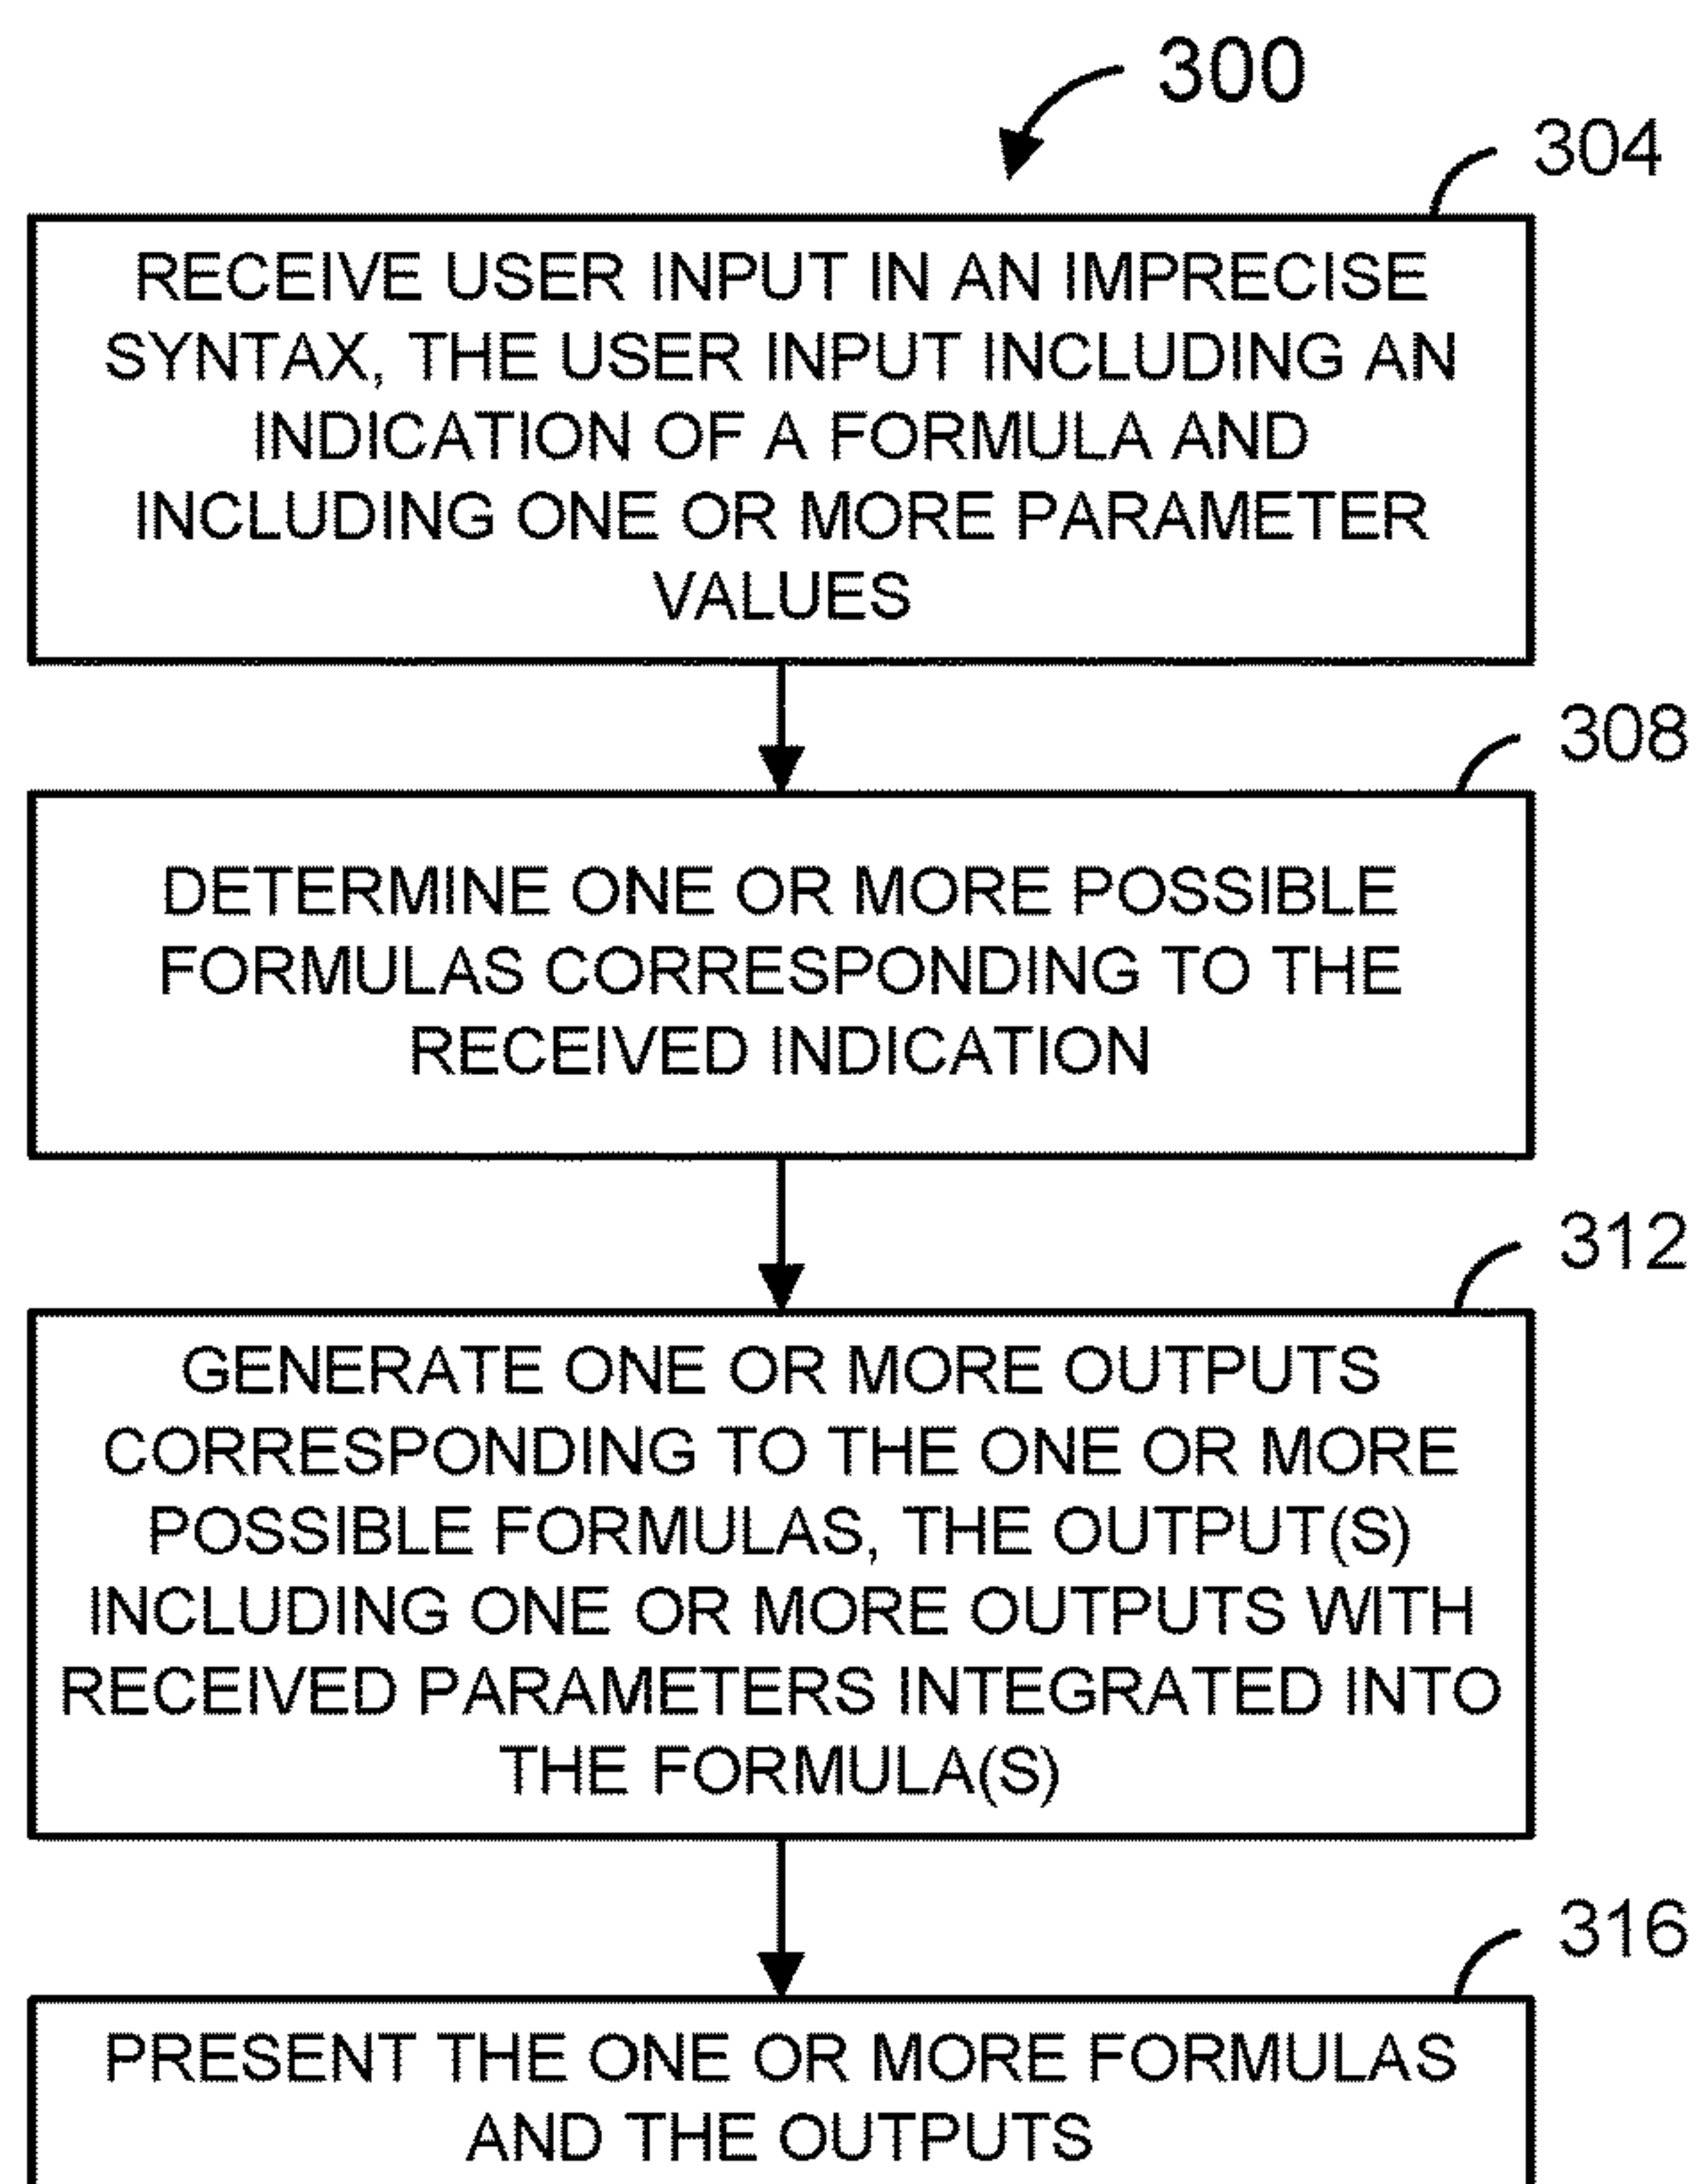 300
304
RECEIVE USER INPUT IN AN IMPRECISE
SYNTAX, THE USER INPUT INCLUDING AN
INDICATION OF A FORMULA AND
INCLUDING ONE OR MORE PARAMETER
VALUES
308
DETERMINE ONE OR MORE POSSIBLE
FORMULAS CORRESPONDING TO THE
RECEIVED INDICATION
312
GENERATE ONE OR MORE OUTPUTS
CORRESPONDING TO THE ONE OR MORE
POSSIBLE FORMULAS, THE OUTPUT(S)
INCLUDING ONE OR MORE OUTPUTS WITH
RECEIVED PARAMETERS INTEGRATED INTO
THE FORMULA(S)
316
PRESENT THE ONE OR MORE FORMULAS
AND THE OUTPUTS